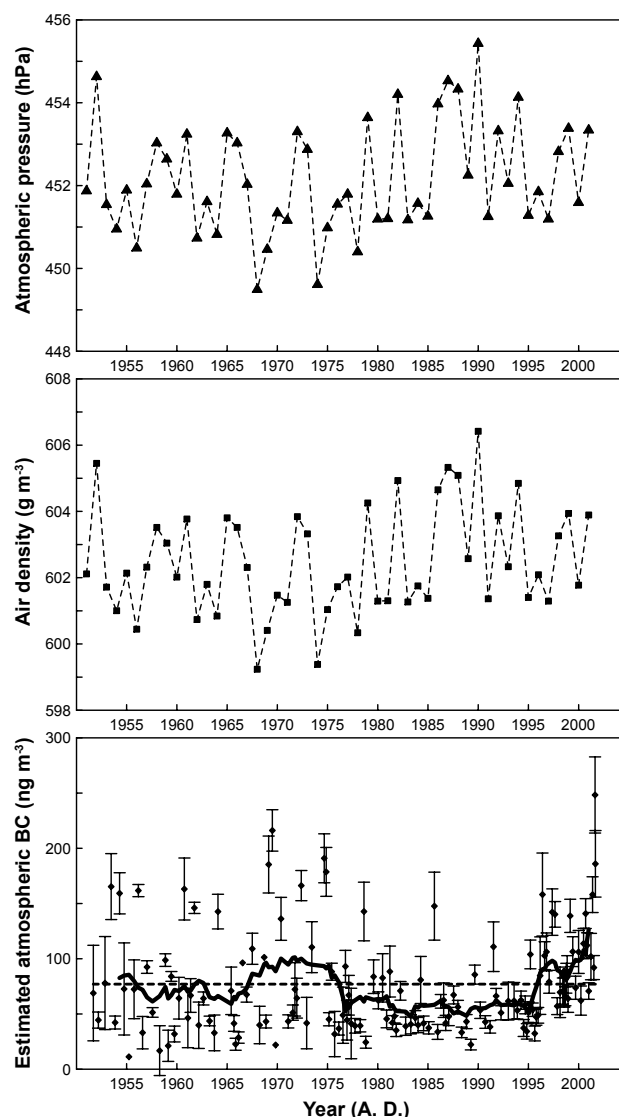 Atmospheric pressure (hPa)
456
454
452
450
448
1955 1960 1965 1970 1975 1980 1985 1990 1995 2000
Air density (g m-3)
608
606
604
602
600
598
1955 1960 1965 1970 1975 1980 1985 1990 1995 2000
Estimated atmospheric BC (ng m-3)
300
200
100
0
1955 1960 1965 1970 1975 1980 1985 1990 1995 2000
Year (A. D.)